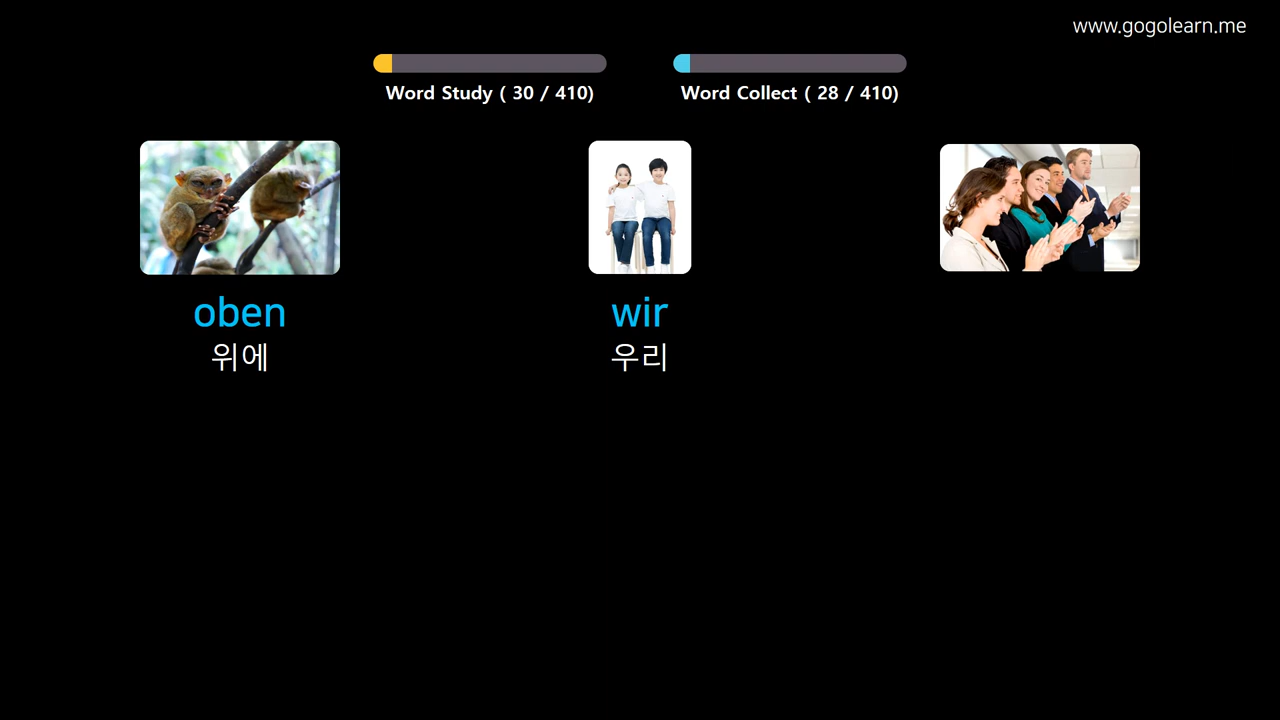 www.gogolearn.me
Word Study ( 30 / 410)
Word Collect ( 28 / 410)
oben
위에
wir
우리